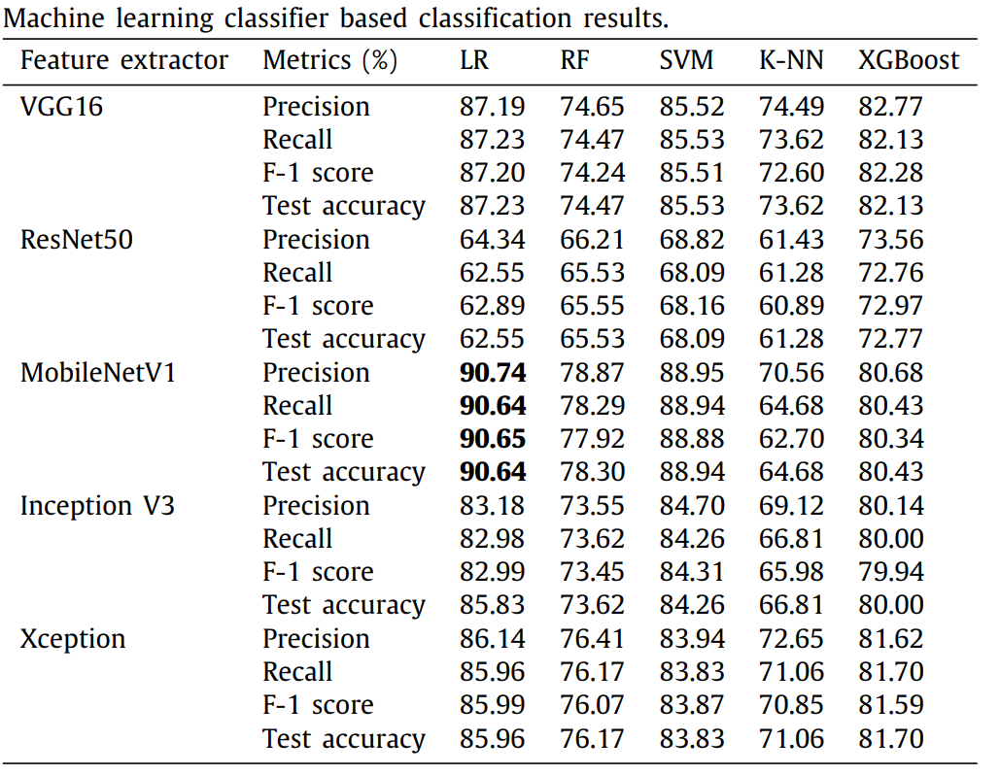 Machine learning classifier based classification results.
Feature extractor Metrics (%) LR RF SVM K-NN XGBoost
VGG16 Precision 87.19 74.65 85.52 74.49 82.77
Recall 87.23 74.47 85.53 73.62 82.13
F-1 score 87.20 74.24 85.51 72.60 82.28
Test accuracy 87.23 74.47 85.53 73.62 82.13
ResNet50 Precision 64.34 66.21 68.82 61.43 73.56
Recall 62.55 65.53 68.09 61.28 72.76
F-1 score 62.89 65.55 68.16 60.89 72.97
Test accuracy 62.55 65.53 68.09 61.28 72.77
MobileNetV1 Precision 90.74 78.87 88.95 70.56 80.68
Recall 90.64 78.29 88.94 64.68 80.43
F-1 score 90.65 77.92 88.88 62.70 80.34
Test accuracy 90.64 78.30 88.94 64.68 80.43
Inception V3 Precision 83.18 73.55 84.70 69.12 80.14
Recall 82.98 73.62 84.26 66.81 80.00
F-1 score 82.99 73.45 84.31 65.98 79.94
Test accuracy 85.83 73.62 84.26 66.81 80.00
Xception Precision 86.14 76.41 83.94 72.65 81.62
Recall 85.96 76.17 83.83 71.06 81.70
F-1 score 85.99 76.07 83.87 70.85 81.59
Test accuracy 85.96 76.17 83.83 71.06 81.70